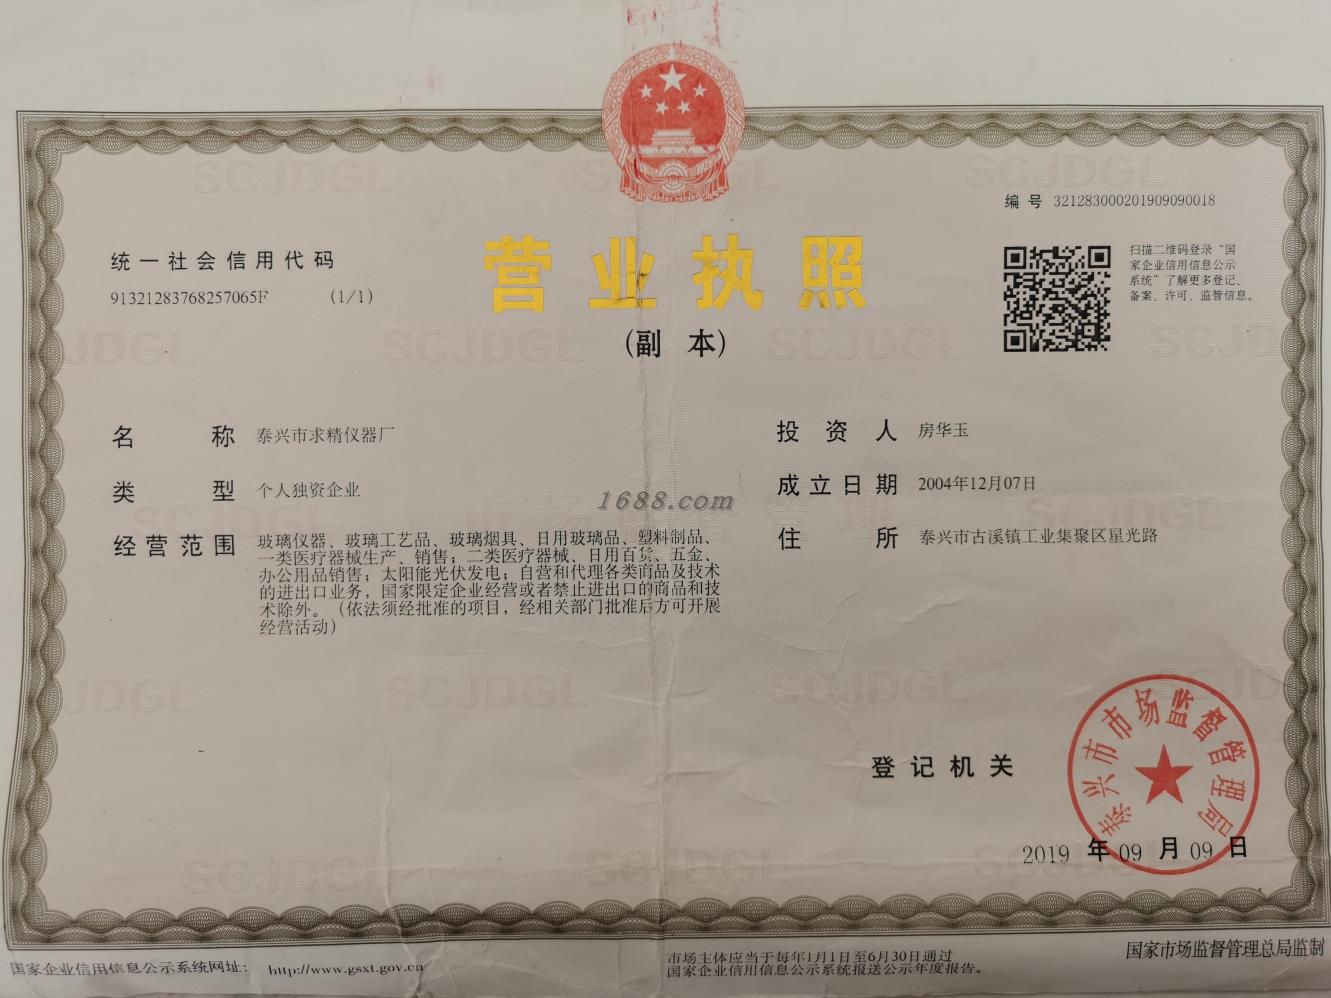 编号 321283000201909090018
统一社会信用代码
91321283768257065F (1/1)
营业执照
(副本)
扫描二维码登录“国
家企业信用信息公示
系统”了解更多登记、
备案、许可、监管信息。
名称 泰兴市求精仪器厂
类型 个人独资企业
经营范围 玻璃仪器、玻璃工艺品、玻璃烟具、日用玻璃品、塑料制品、
一类医疗器械生产、销售；二类医疗器械、日用百货、五金、
办公用品销售；太阳能光伏发电；自营和代理各类商品及技术
的进出口业务，国家限定企业经营或者禁止进出口的商品和技
术除外。（依法须经批准的项目，经相关部门批准后方可开展
经营活动）
投资人 房华玉
成立日期 2004年12月07日
住所 泰兴市古溪镇工业集聚区星光路
1688.com
登记机关
泰兴市市场监督管理局
2019年09月09日
国家企业信用信息公示系统网址： http://www.gsxt.gov.cn
市场主体应当于每年1月1日至6月30日通过
国家企业信用信息公示系统报送公示年度报告。
国家市场监督管理总局监制
SCJDGL